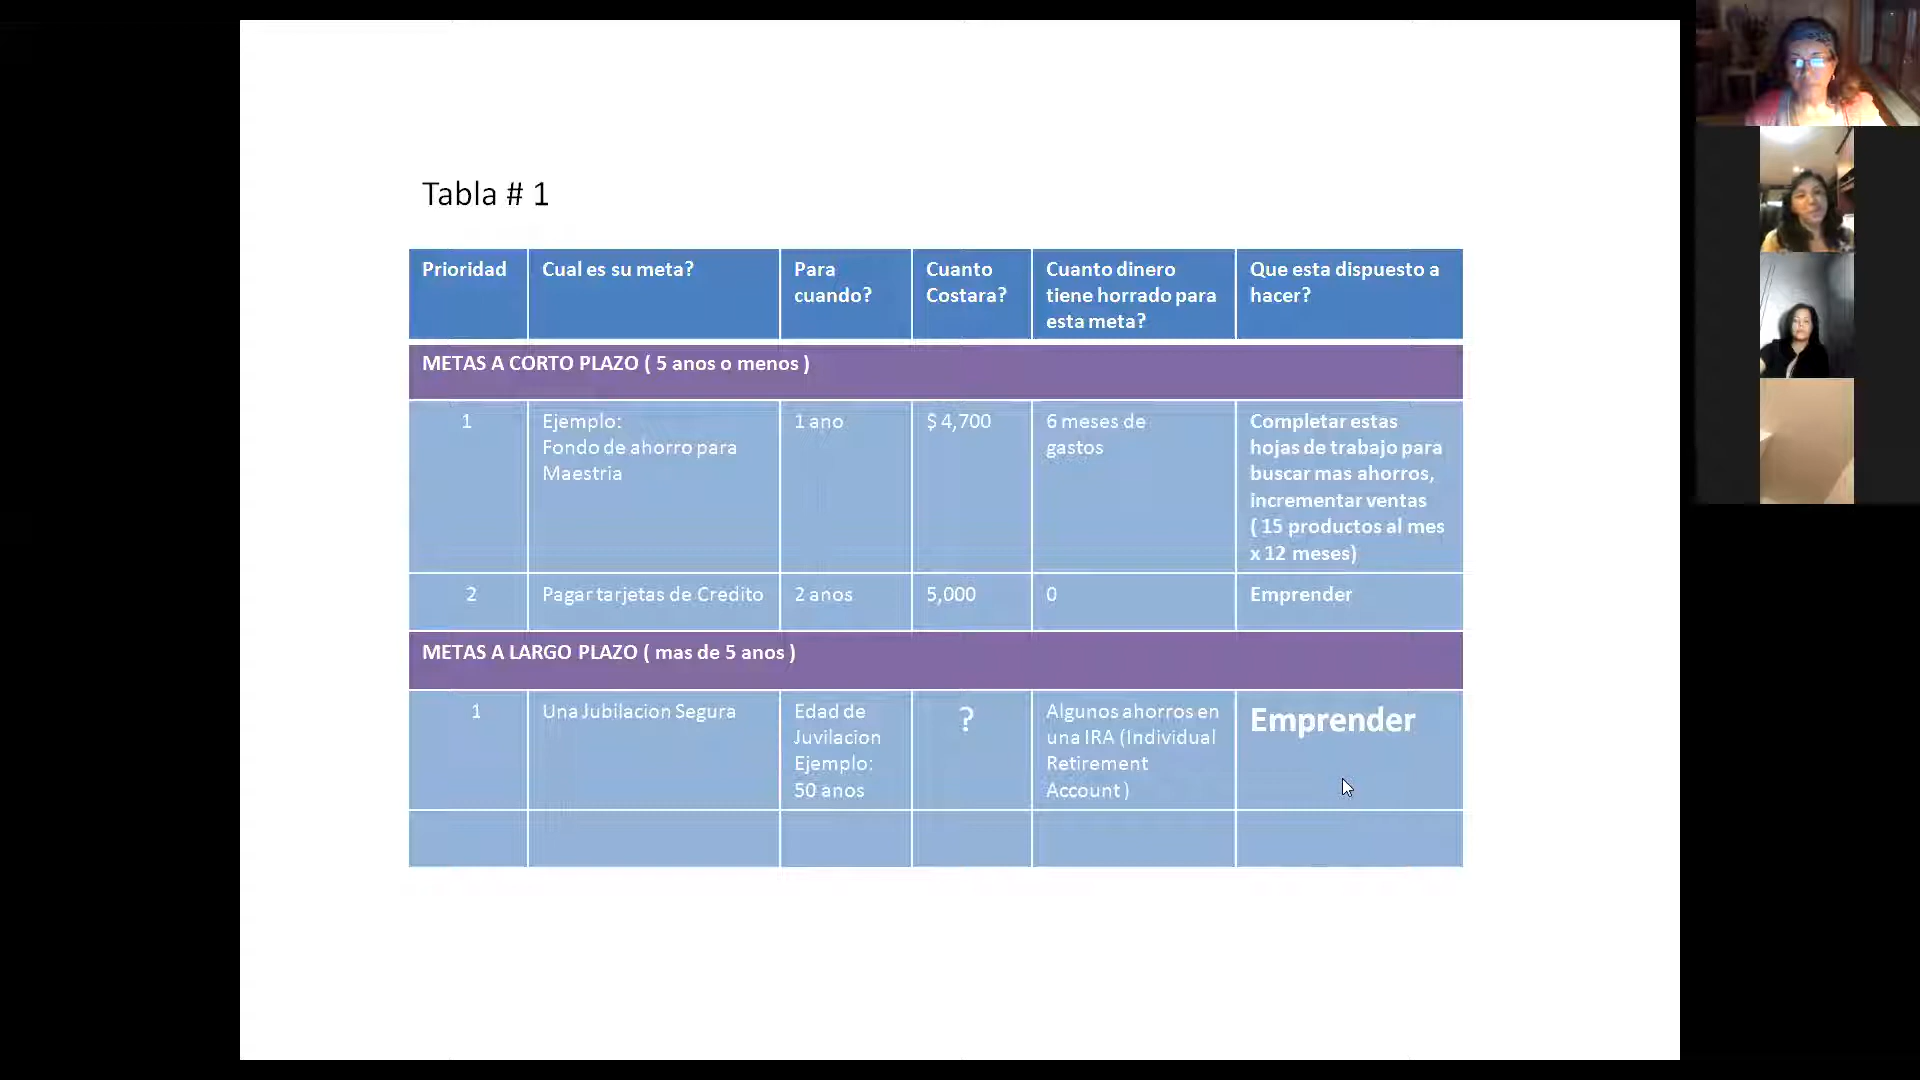 Tabla # 1
Prioridad
Cual es su meta?
Para
cuando?
Cuanto
Costara?
Cuanto dinero
tiene horrado para
esta meta?
Que esta dispuesto a
hacer?
METAS A CORTO PLAZO ( 5 anos o menos )
1
Ejemplo:
Fondo de ahorro para
Maestria
1 ano
$ 4,700
6 meses de
gastos
Completar estas
hojas de trabajo para
buscar mas ahorros,
incrementar ventas
( 15 productos al mes
x 12 meses)
2
Pagar tarjetas de Credito
2 anos
5,000
0
Emprender
METAS A LARGO PLAZO ( mas de 5 anos )
1
Una Jubilacion Segura
Edad de
Juvilacion
Ejemplo:
50 anos
?
Algunos ahorros en
una IRA (Individual
Retirement
Account )
Emprender